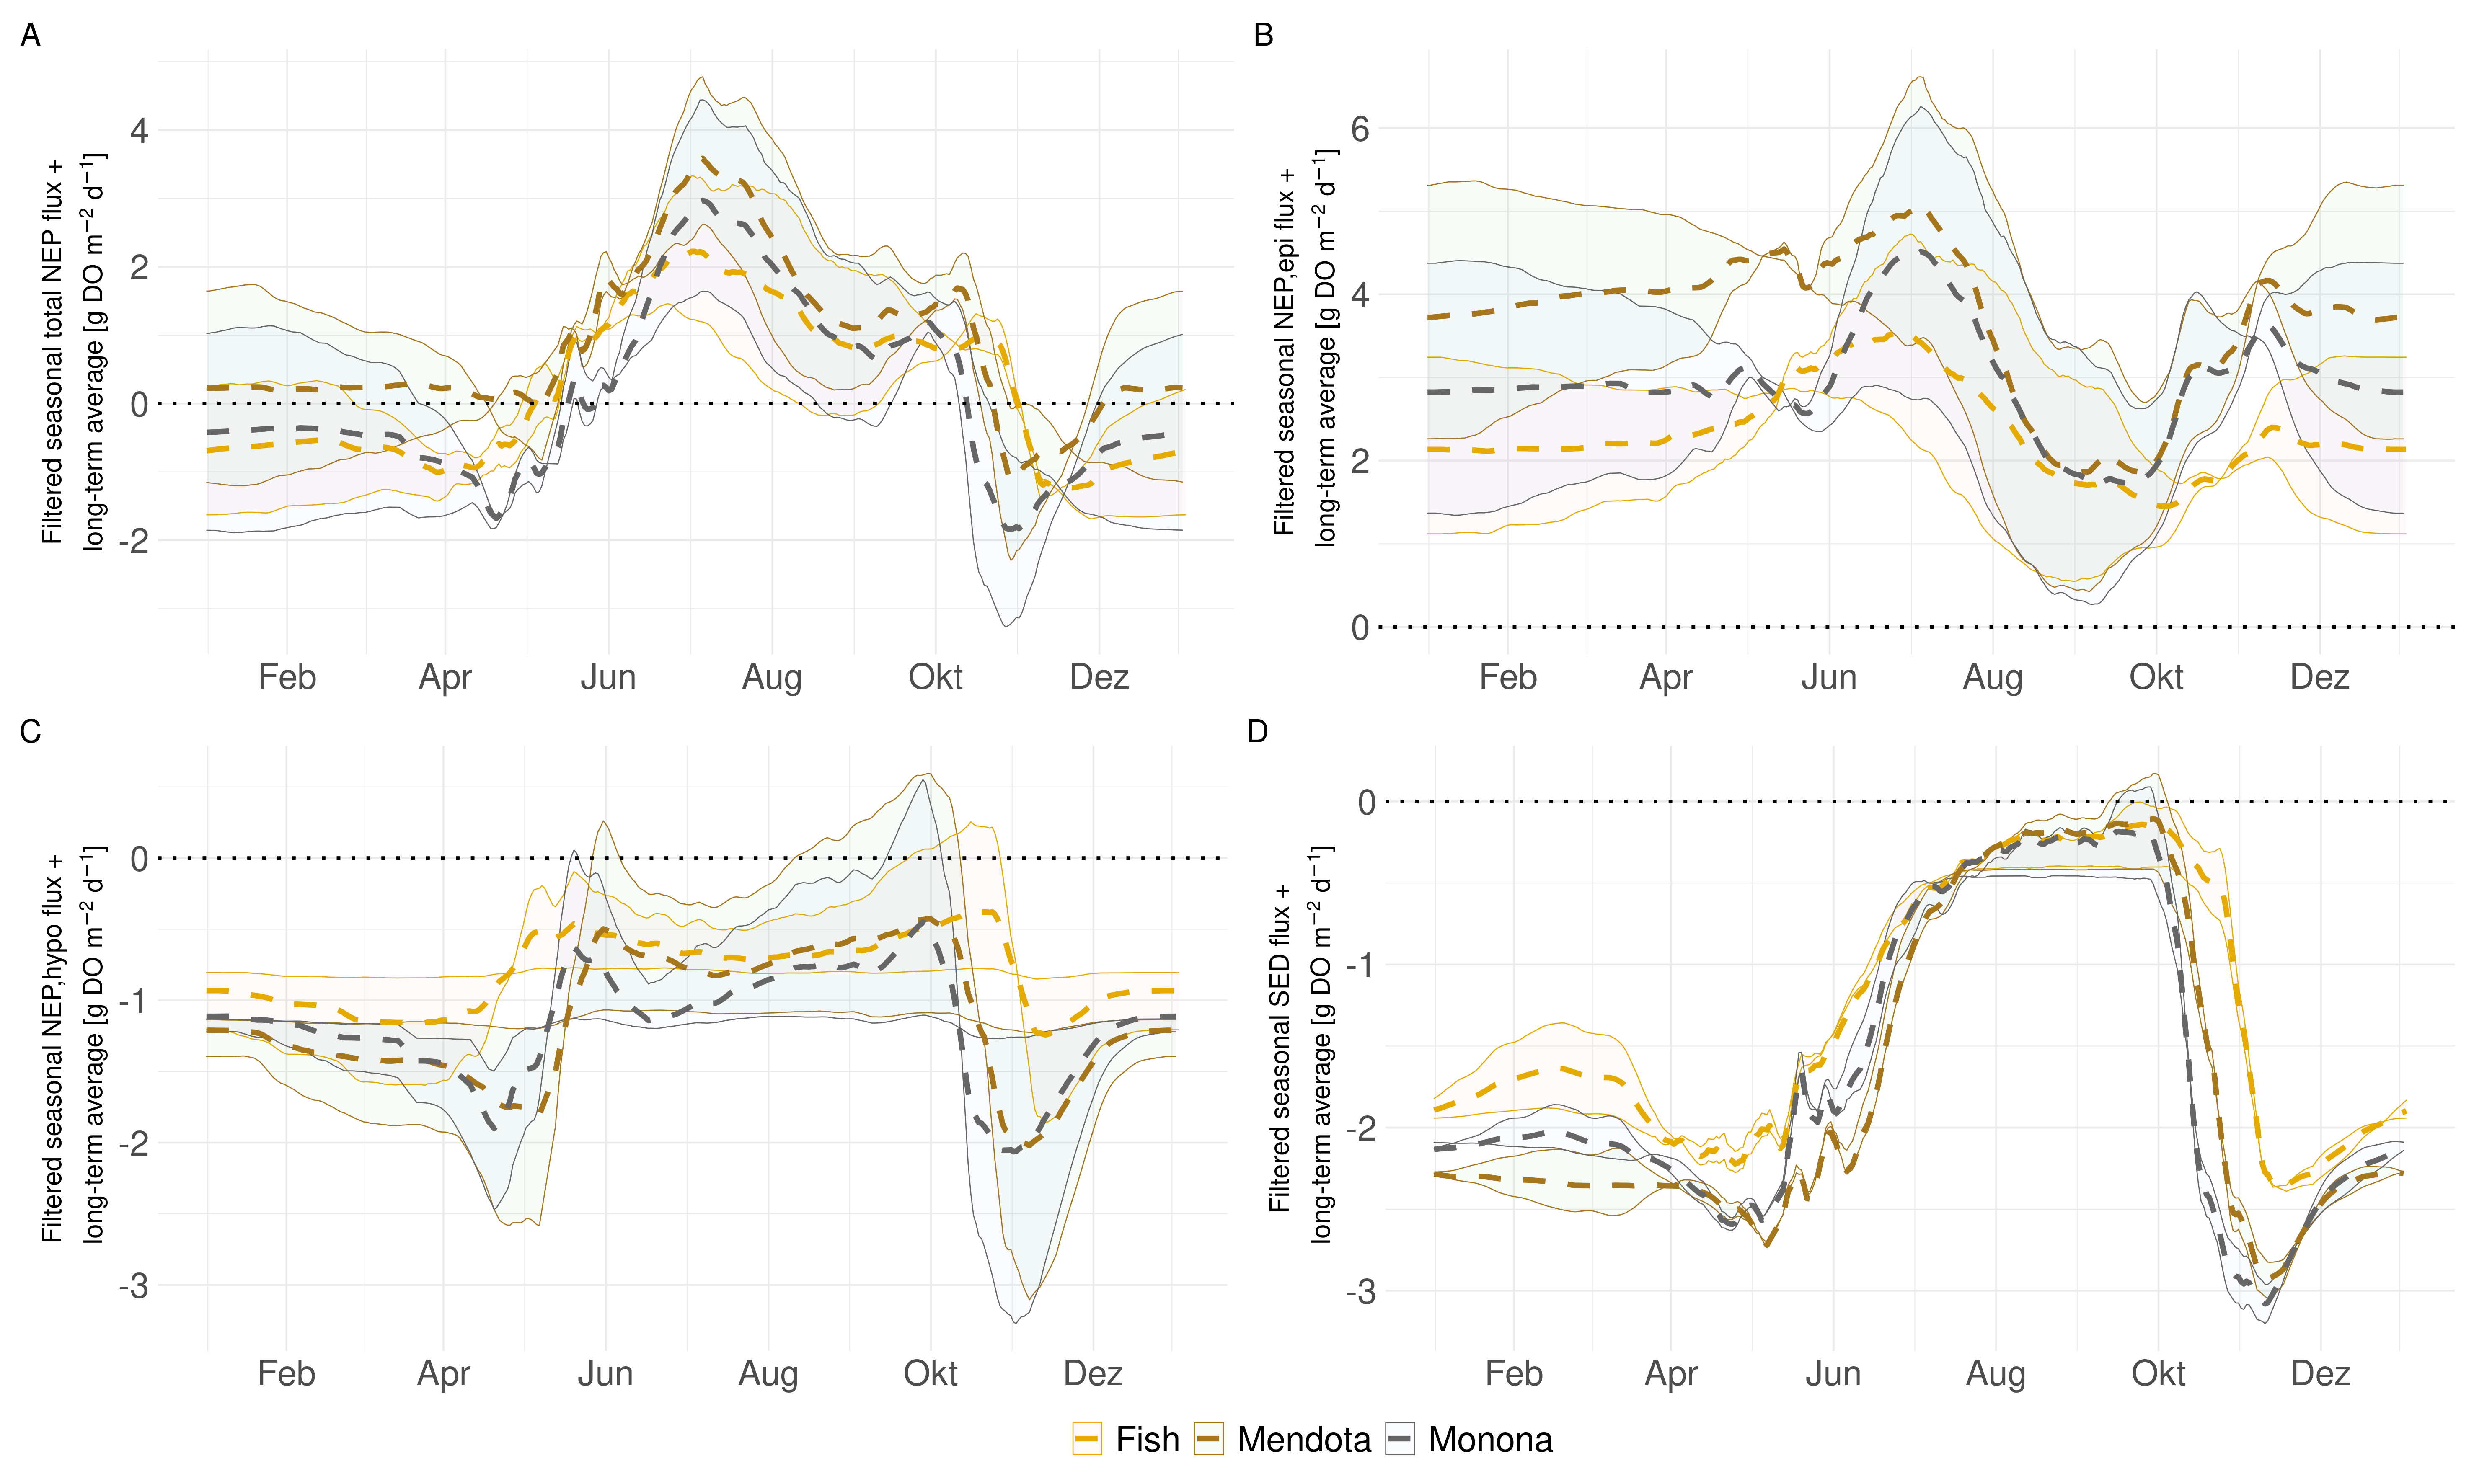 A
Filtered seasonal total NEP flux +
long-term average [g DO m⁻² d⁻¹]
4
2
0
-2
Feb Apr Jun Aug Okt Dez
B
Filtered seasonal NEP,epi flux +
long-term average [g DO m⁻² d⁻¹]
6
4
2
0
Feb Apr Jun Aug Okt Dez
C
Filtered seasonal NEP,hypo flux +
long-term average [g DO m⁻² d⁻¹]
0
-1
-2
-3
Feb Apr Jun Aug Okt Dez
D
Filtered seasonal SED flux +
long-term average [g DO m⁻² d⁻¹]
0
-1
-2
-3
Feb Apr Jun Aug Okt Dez
Fish Mendota Monona